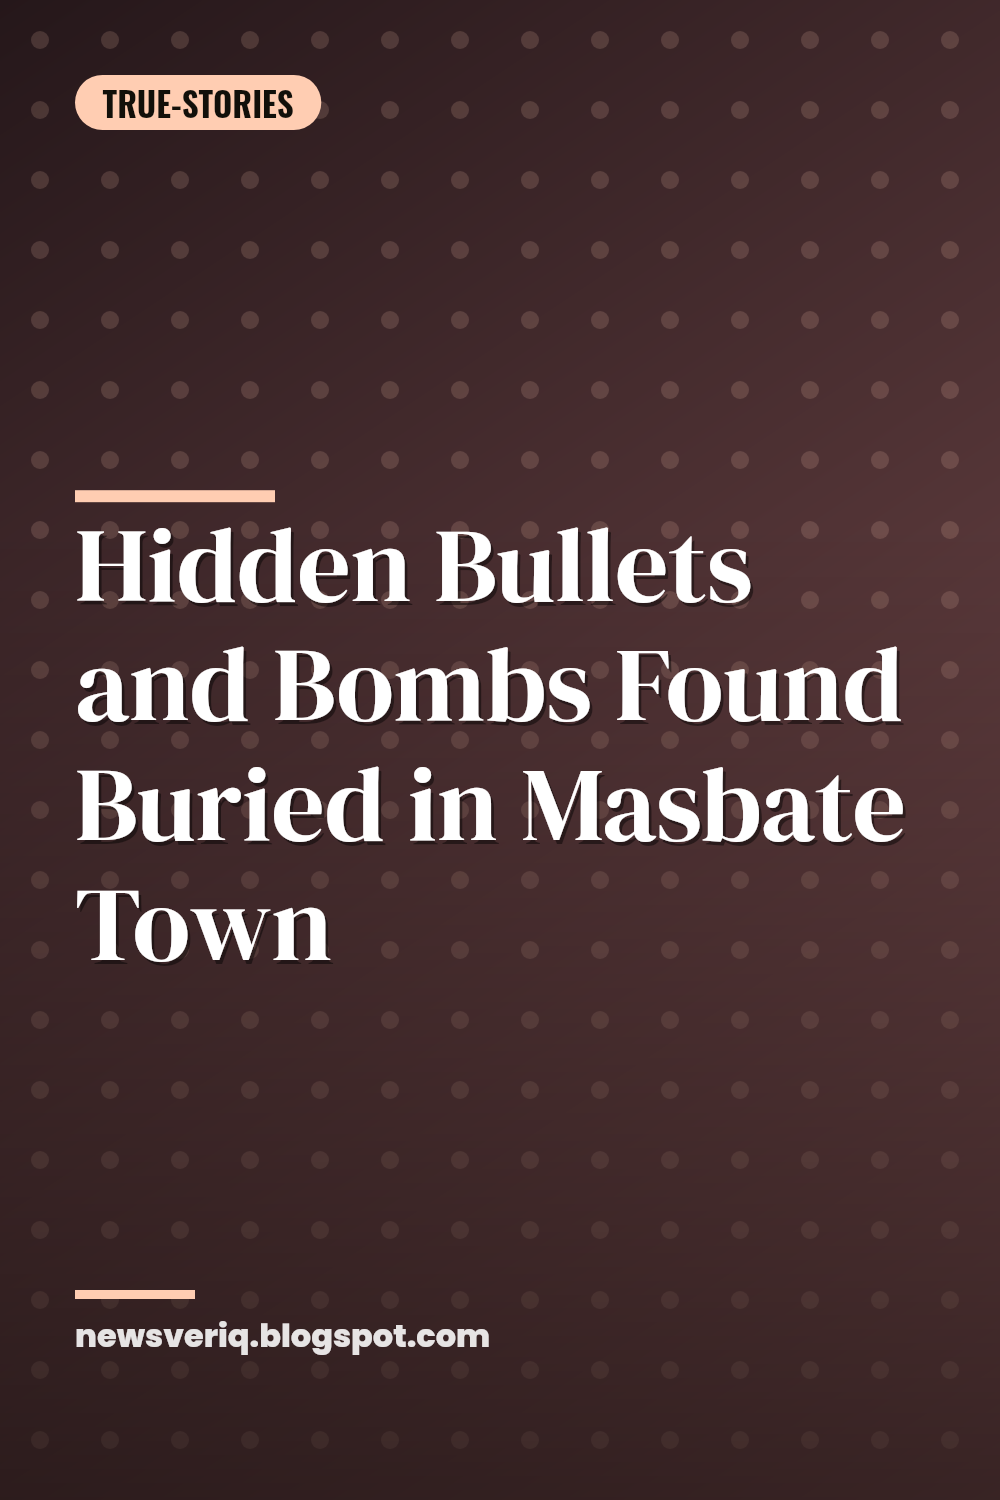 TRUE-STORIES
Hidden Bullets
and Bombs Found
Buried in Masbate
Town
newsveriq.blogspot.com